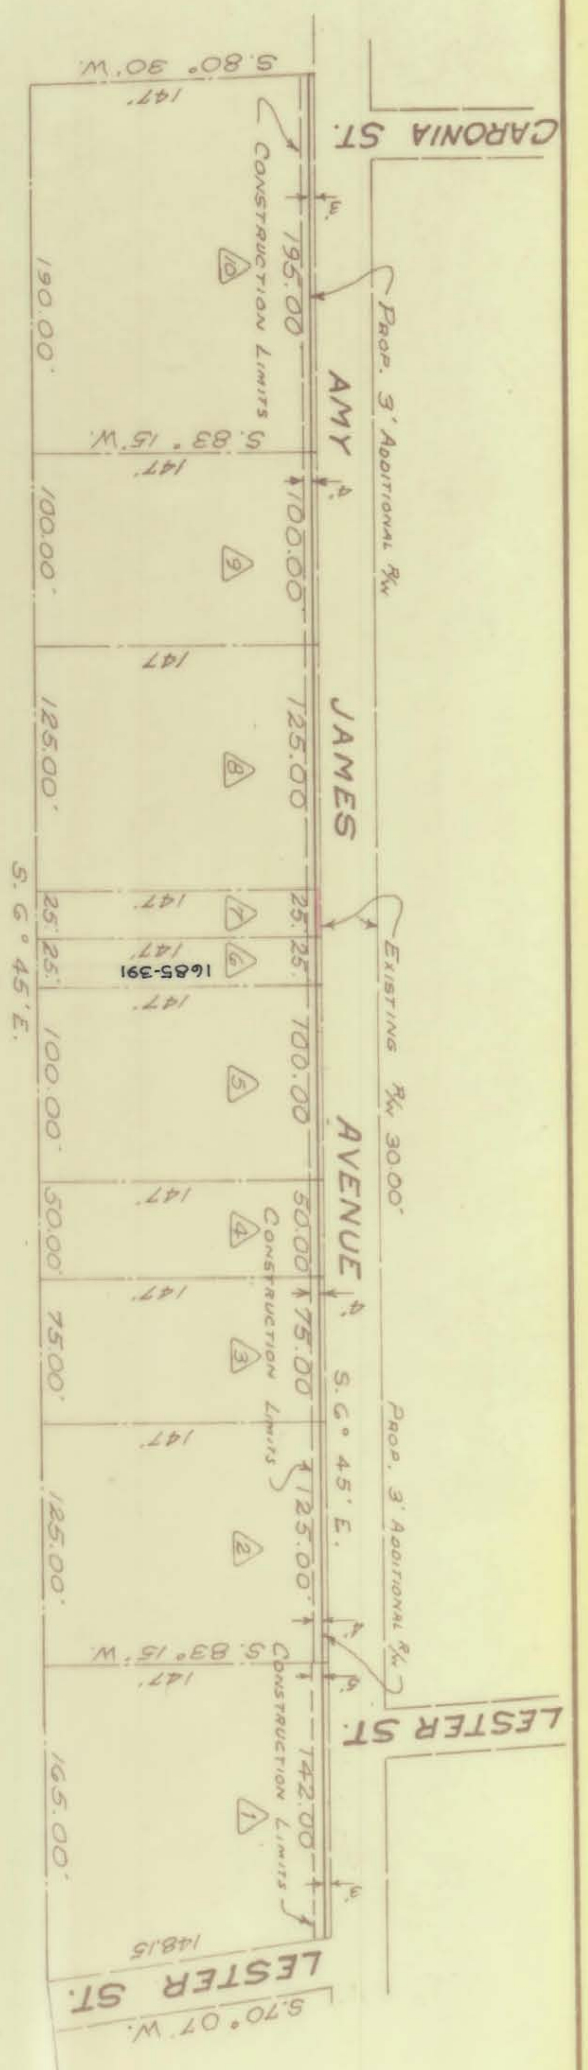 CARONIA ST.
S. 80° 30' W.
147'
CONSTRUCTION LIMITS
3'
PROP. 3' ADDITIONAL R/W
195.00
10
190.00'
AMY JAMES AVENUE
S. 83° 15' W.
147'
4'
100.00'
9
100.00'
147
125.00
8
125.00'
EXISTING R/W 30.00'
147'
25.
7
25.
147'
25.
6
25.
1685-391
147'
S. 6° 45' E.
100.00
5
100.00'
147'
50.00
4
50.00'
147'
4'
CONSTRUCTION LIMITS
75.00
3
75.00'
S. 6° 45' E.
147
PROP. 3' ADDITIONAL R/W
125.00'
2
125.00'
4'
S. 83° 15' W.
147'
LESTER ST.
CONSTRUCTION LIMITS
142.00
1
165.00'
3'
148.15
LESTER ST.
S. 70° 07' W.